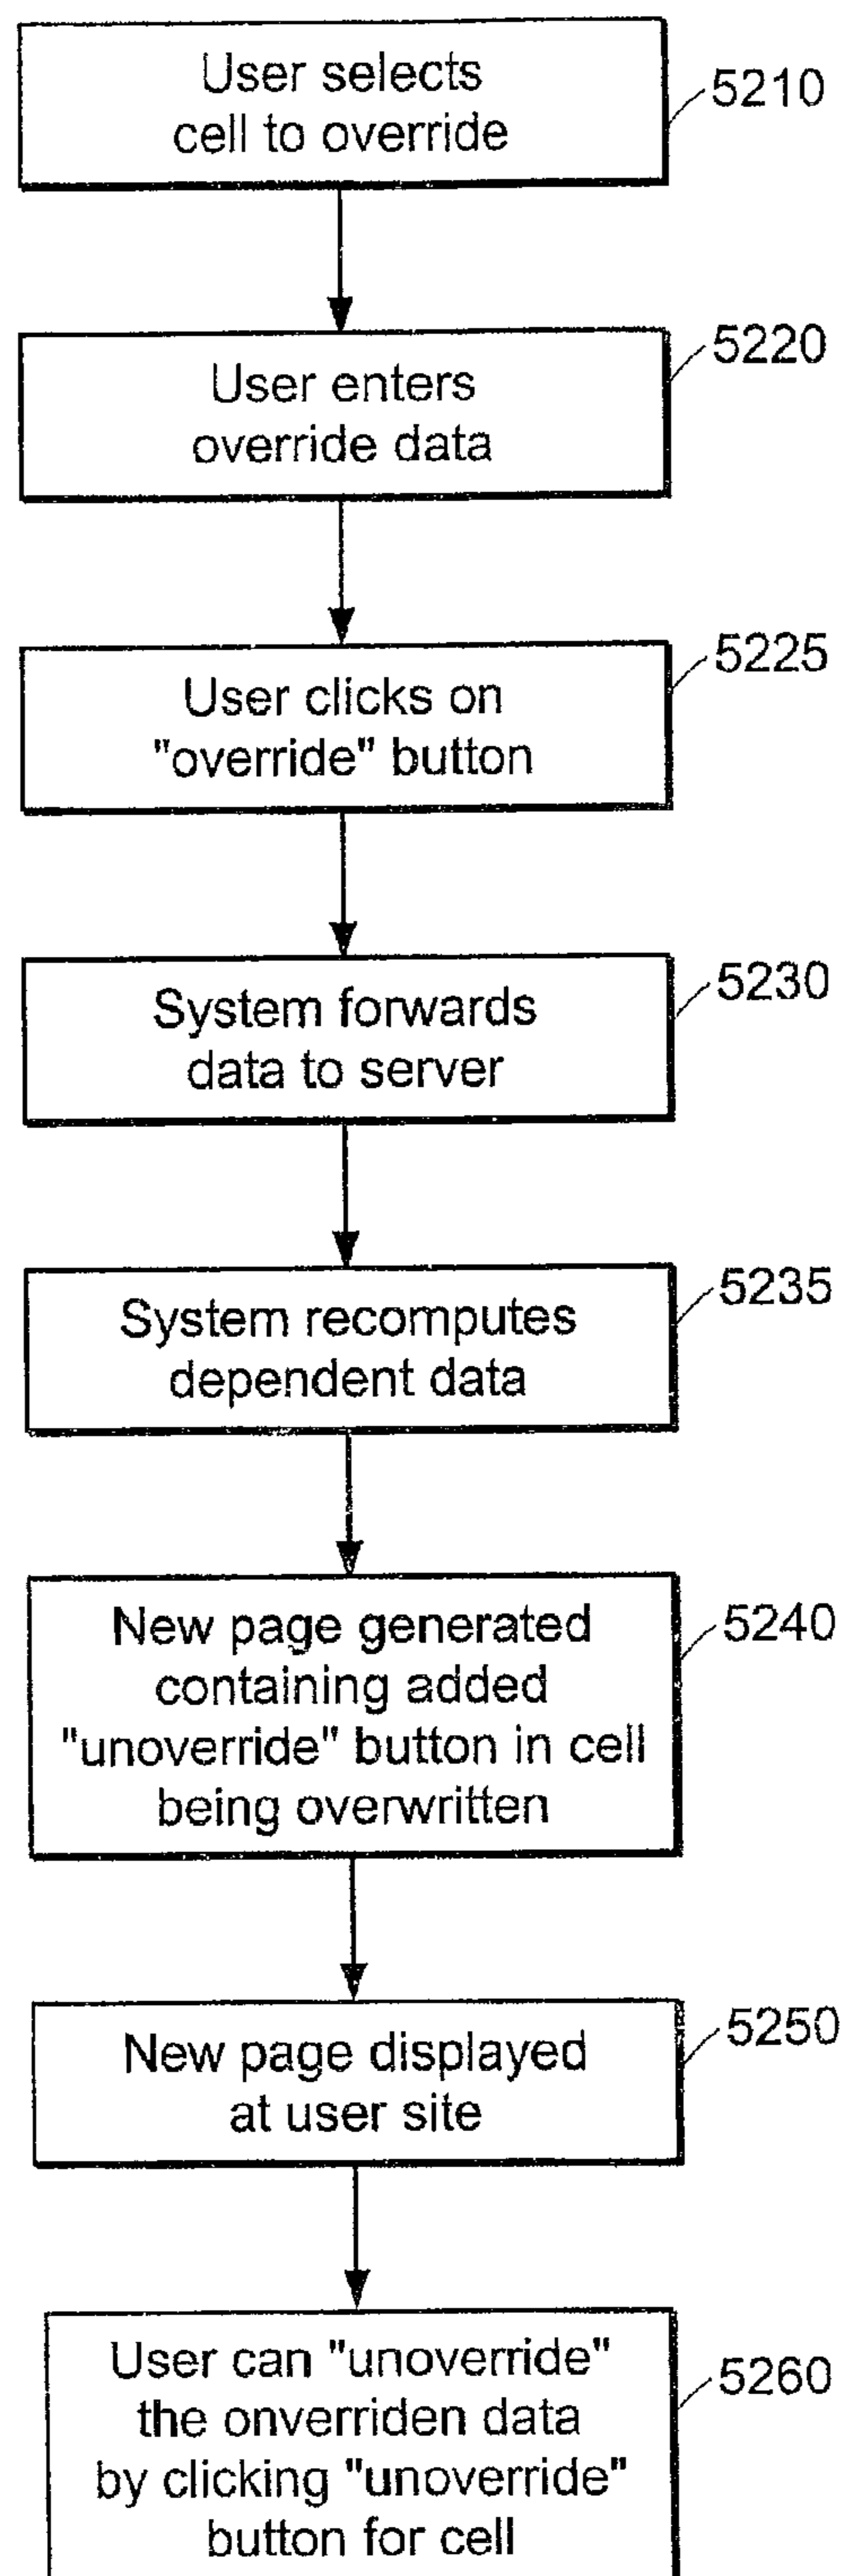 User selects
cell to override
5210
User enters
override data
5220
User clicks on
"override" button
5225
System forwards
data to server
5230
System recomputes
dependent data
5235
New page generated
containing added
"unoverride" button in cell
being overwritten
5240
New page displayed
at user site
5250
User can "unoverride"
the onverriden data
by clicking "unoverride"
button for cell
5260